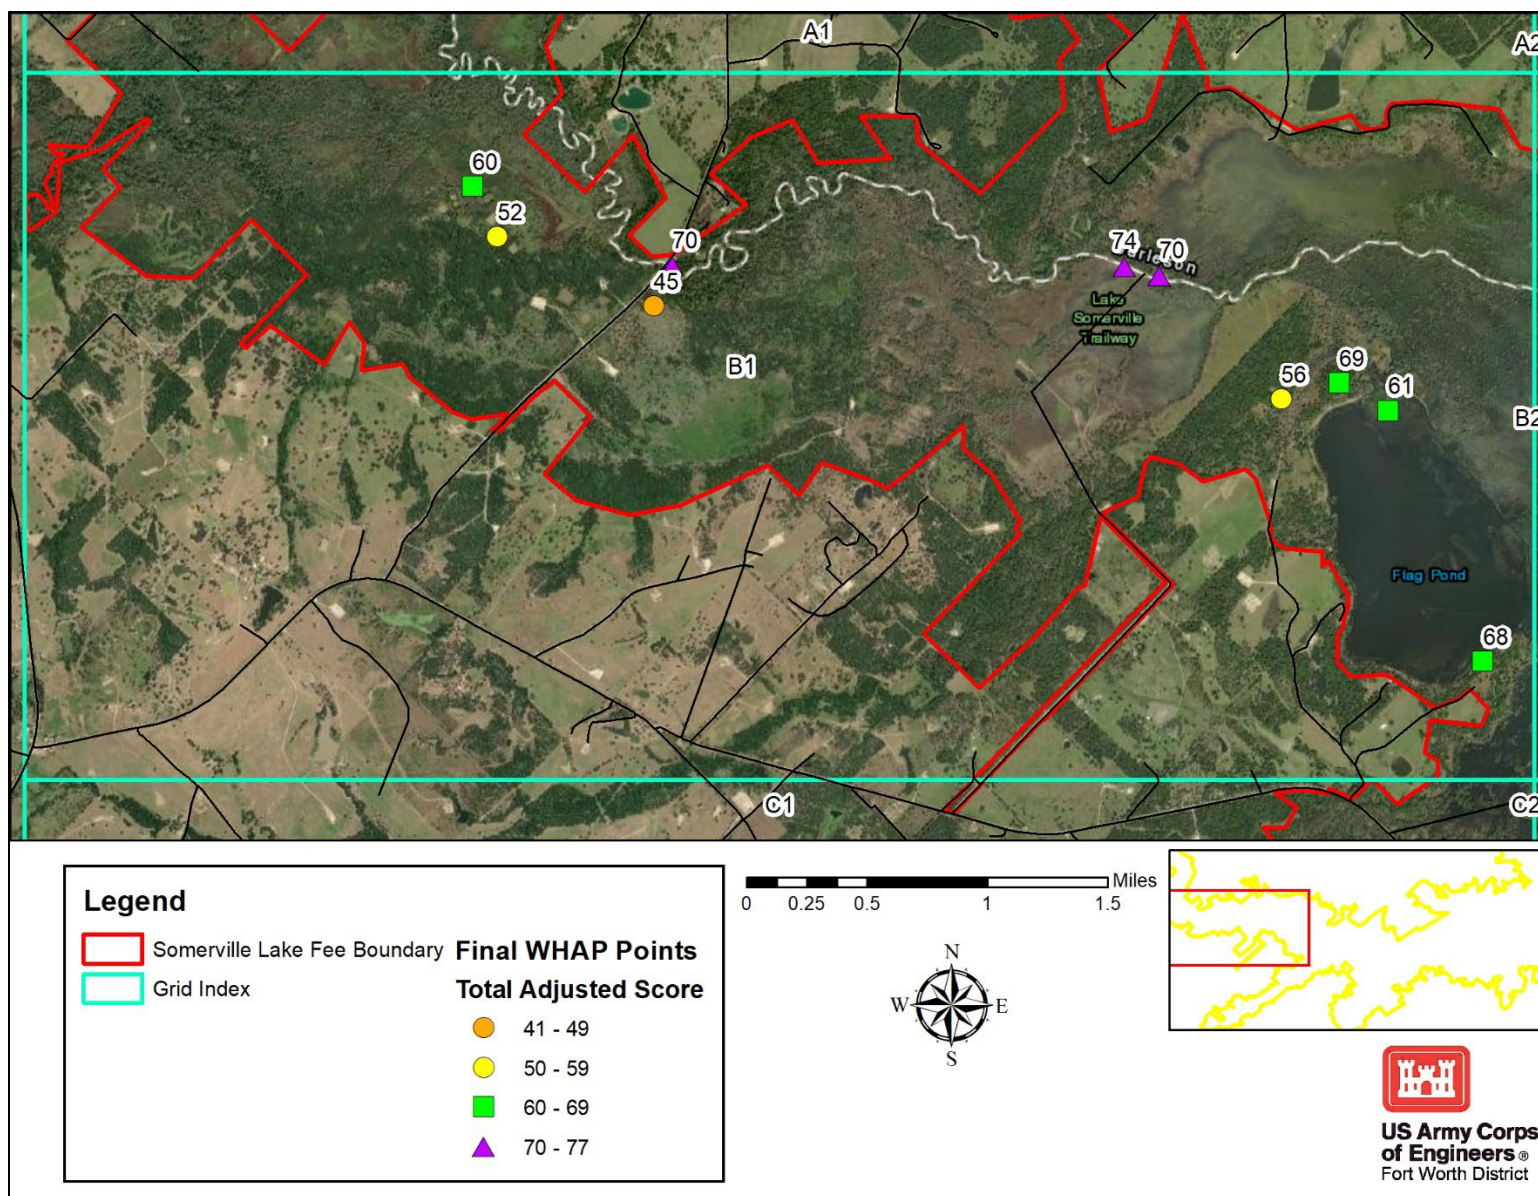 A1
A2
60
52
70
45
74
70
Burleson
Lake
Somerville
Trailway
B1
56
69
61
B2
Flag Pond
68
C1
C2
Legend
Somerville Lake Fee Boundary
Grid Index
Final WHAP Points
Total Adjusted Score
41 - 49
50 - 59
60 - 69
70 - 77
Miles
0 0.25 0.5 1 1.5
N
W E
S
US Army Corps
of Engineers ®
Fort Worth District